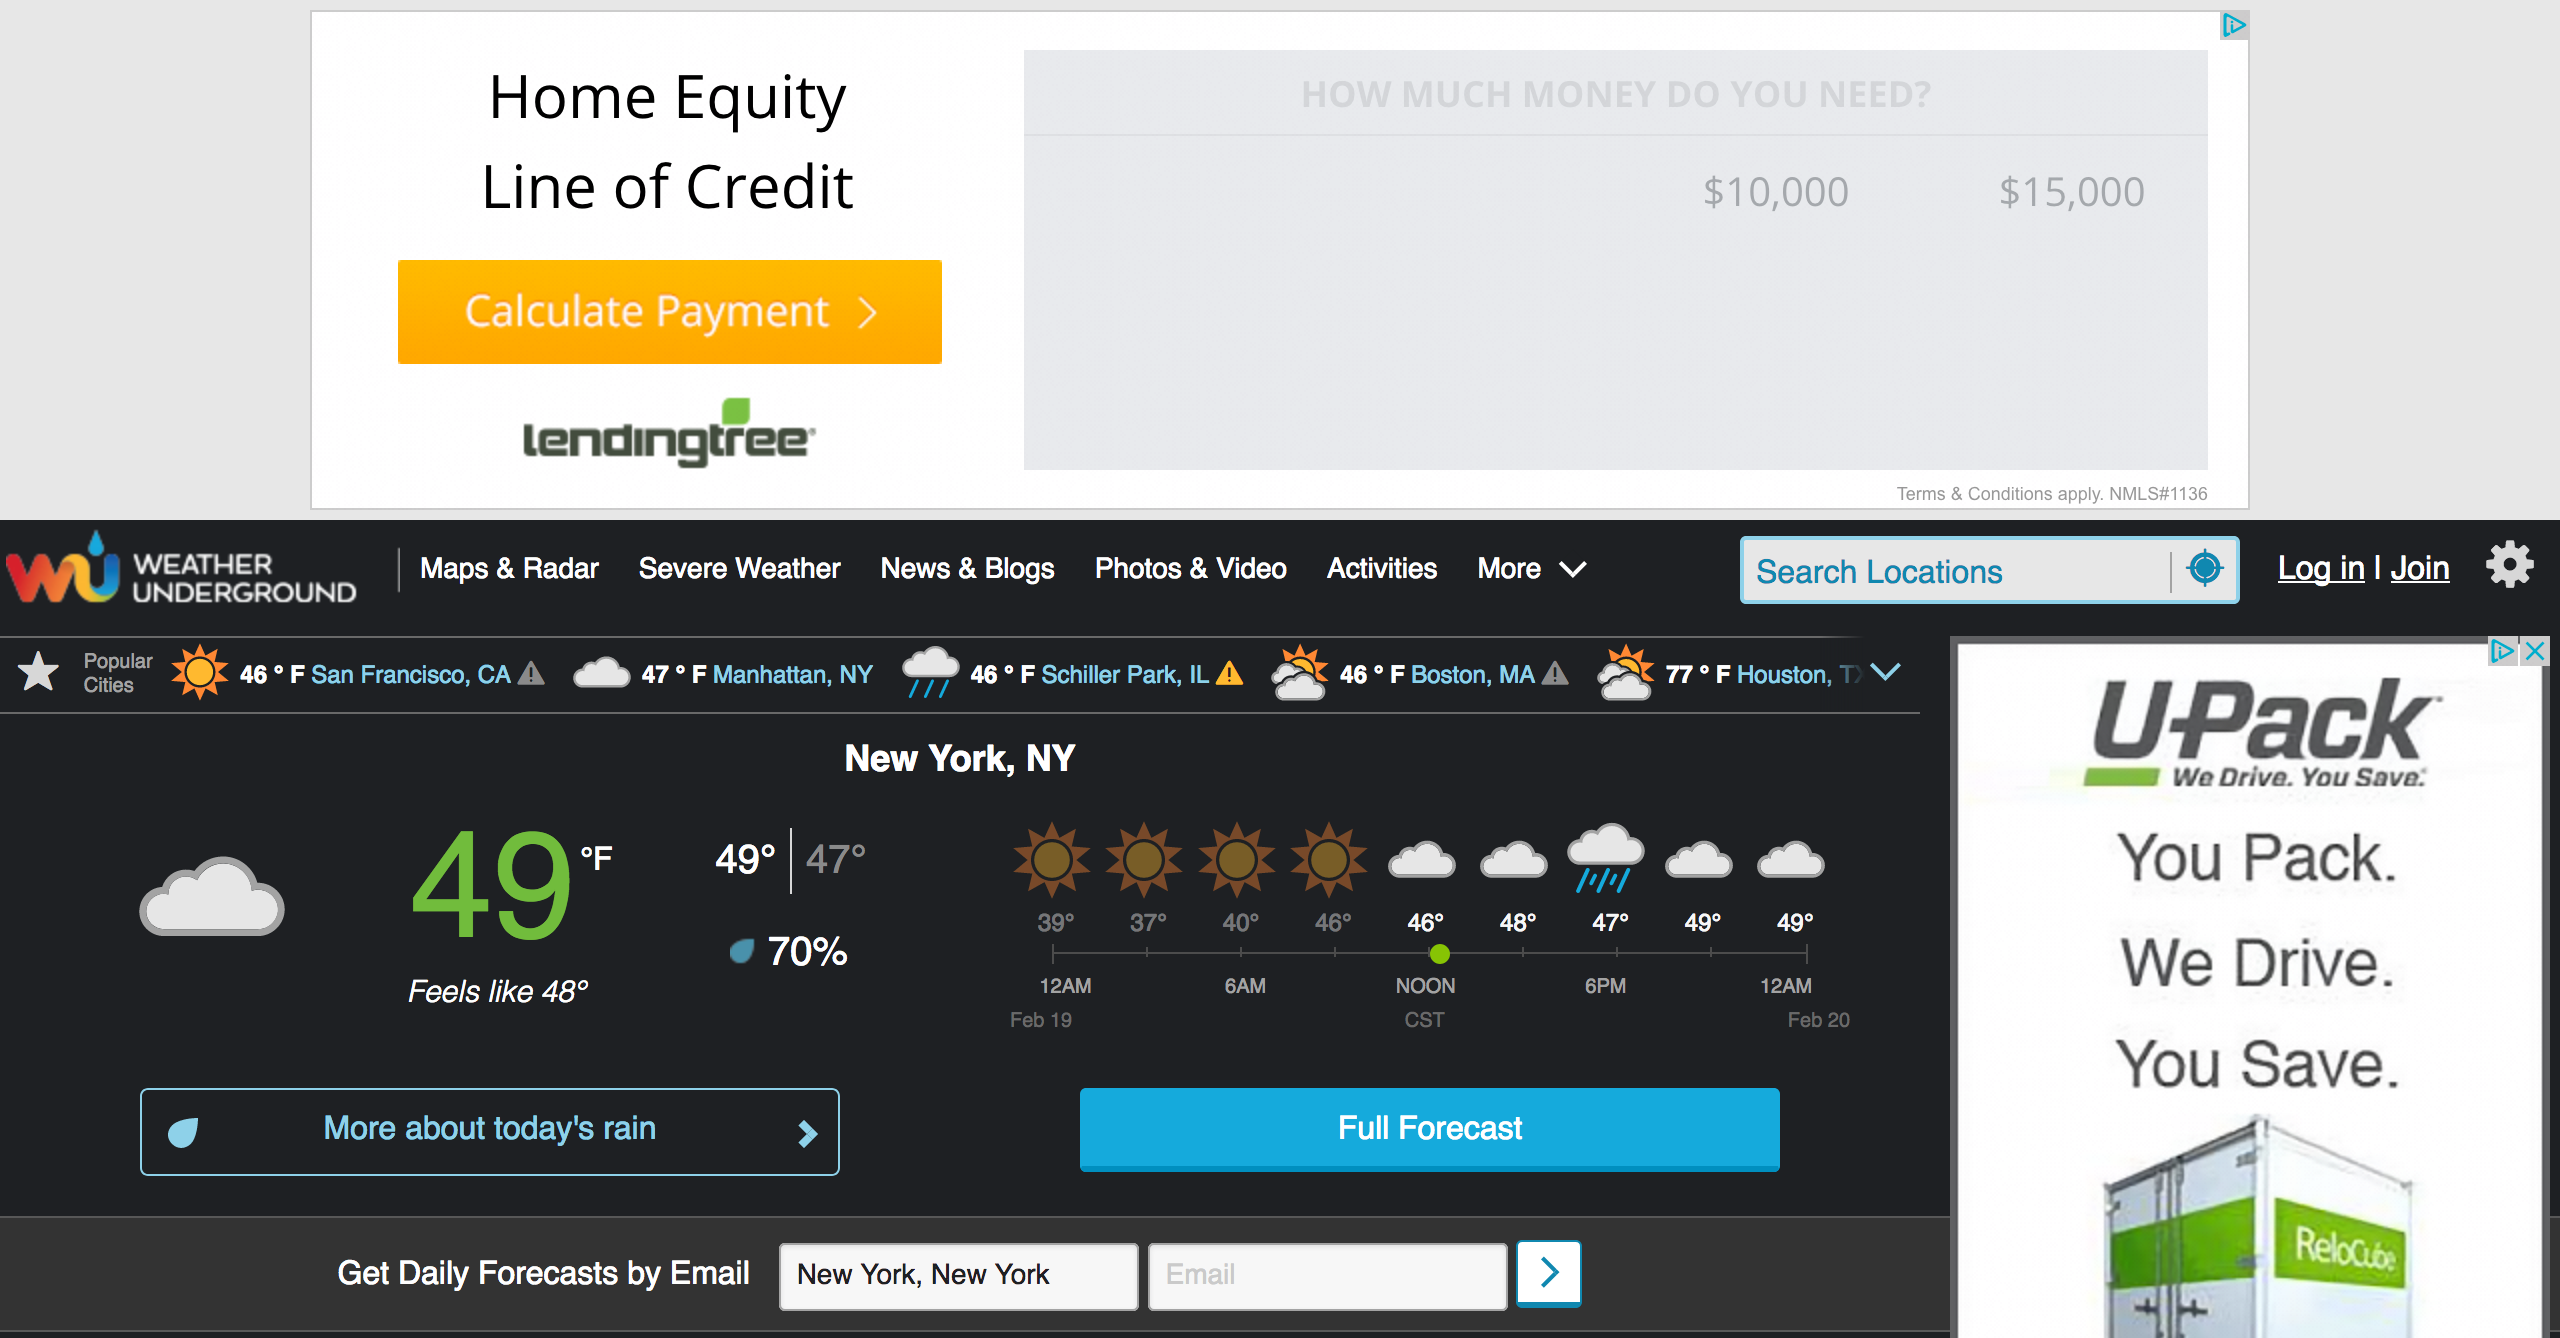 Home Equity
Line of Credit
Calculate Payment
lendingtree
HOW MUCH MONEY DO YOU NEED?
$10,000 $15,000
Terms & Conditions apply. NMLS#1136
WU WEATHER
UNDERGROUND
Maps & Radar Severe Weather News & Blogs Photos & Video Activities More
Search Locations
Log in | Join
Popular
Cities
46 ° F San Francisco, CA 47 ° F Manhattan, NY 46 ° F Schiller Park, IL 46 ° F Boston, MA 77 ° F Houston, TX
New York, NY
49 °F
Feels like 48°
49° 47°
70%
39° 37° 40° 46° 46° 48° 47° 49° 49°
12AM 6AM NOON 6PM 12AM
Feb 19 CST Feb 20
More about today's rain
Full Forecast
Get Daily Forecasts by Email
New York, New York
Email
U-Pack™
We Drive. You Save.
You Pack.
We Drive.
You Save.
ReloCube